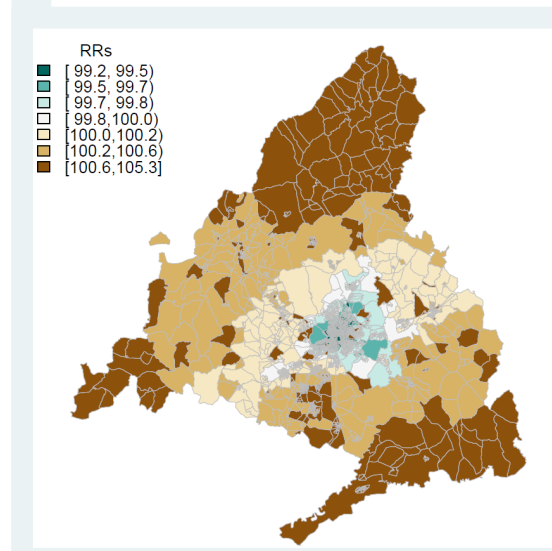 RRs
[ 99.2, 99.5)
[ 99.5, 99.7)
[ 99.7, 99.8)
[ 99.8,100.0)
[100.0,100.2)
[100.2,100.6)
[100.6,105.3]